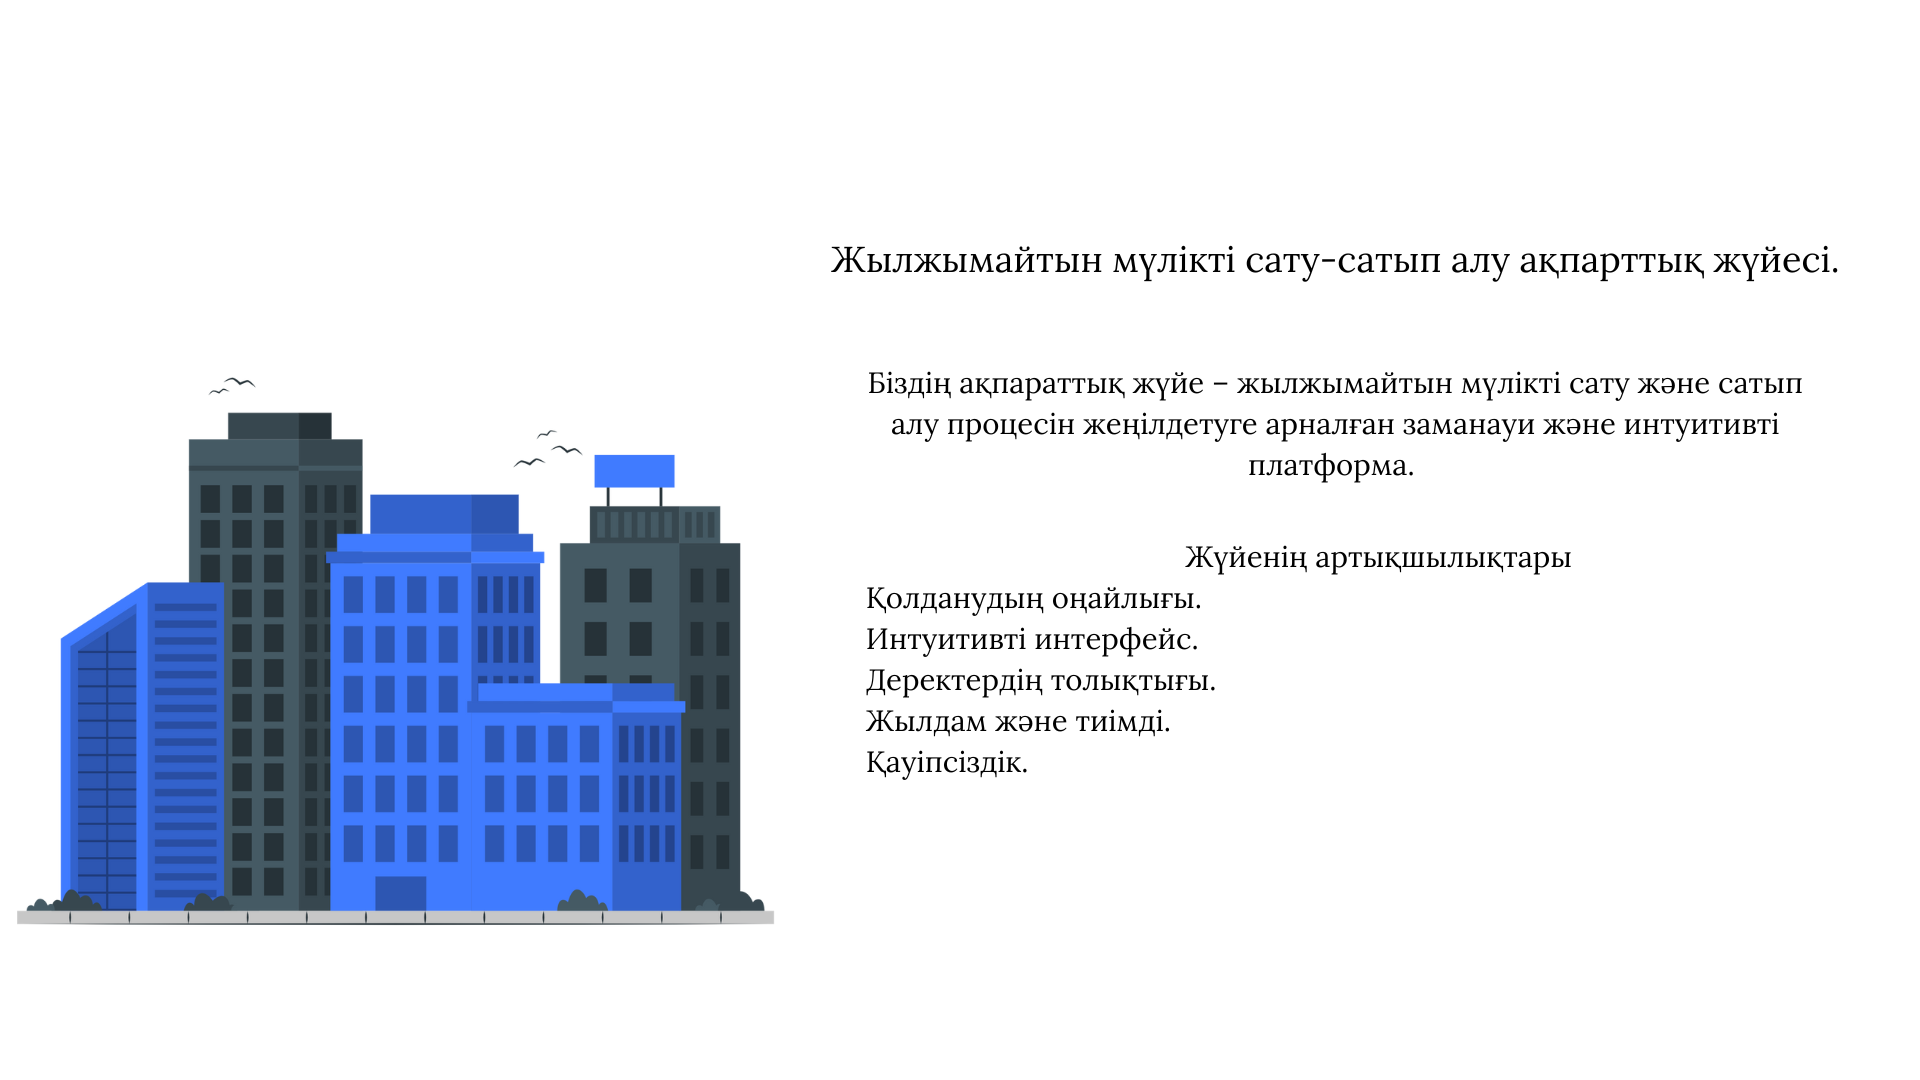 Жылжымайтын мүлікті сату-сатып алу ақпарттық жүйесі.
Біздің ақпараттық жүйе – жылжымайтын мүлікті сату және сатып
алу процесін жеңілдетуге арналған заманауи және интуитивті
платформа.
Жүйенің артықшылықтары
Қолданудың оңайлығы.
Интуитивті интерфейс.
Деректердің толықтығы.
Жылдам және тиімді.
Қауіпсіздік.